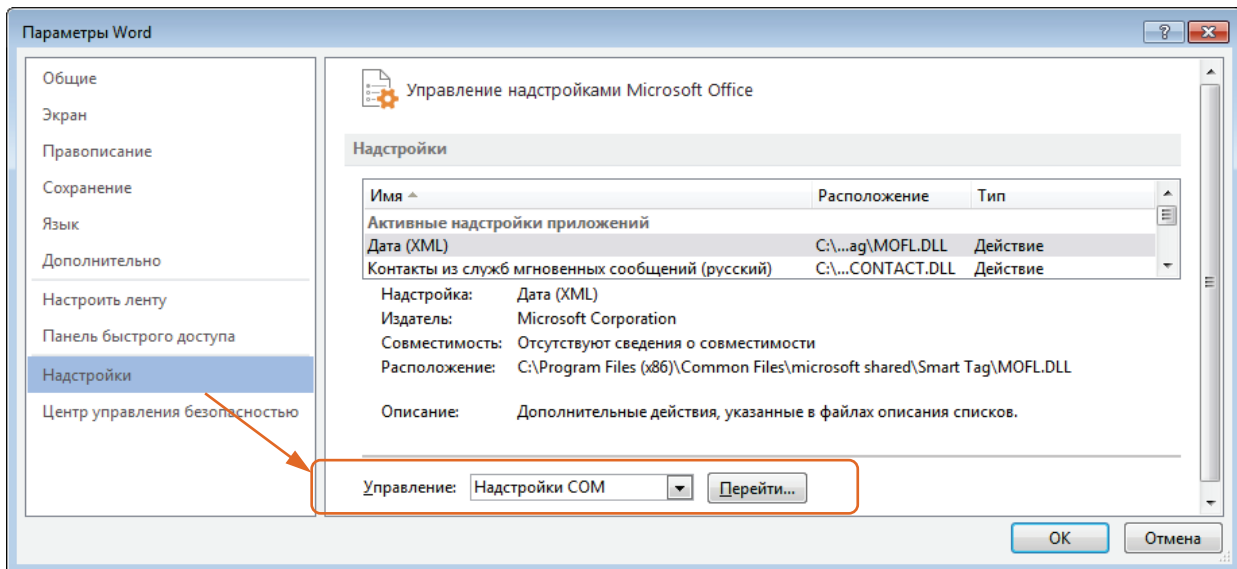 Параметры Word
Общие
Экран
Правописание
Сохранение
Язык
Дополнительно
Настроить ленту
Панель быстрого доступа
Надстройки
Центр управления безопасностью
Управление надстройками Microsoft Office
Надстройки
Имя Расположение Тип
Активные надстройки приложений
Дата (XML) C:\...ag\MOFL.DLL Действие
Контакты из служб мгновенных сообщений (русский) C:\...CONTACT.DLL Действие
Надстройка: Дата (XML)
Издатель: Microsoft Corporation
Совместимость: Отсутствуют сведения о совместимости
Расположение: C:\Program Files (x86)\Common Files\microsoft shared\Smart Tag\MOFL.DLL
Описание: Дополнительные действия, указанные в файлах описания списков.
Управление: Надстройки COM Перейти...
OK Отмена